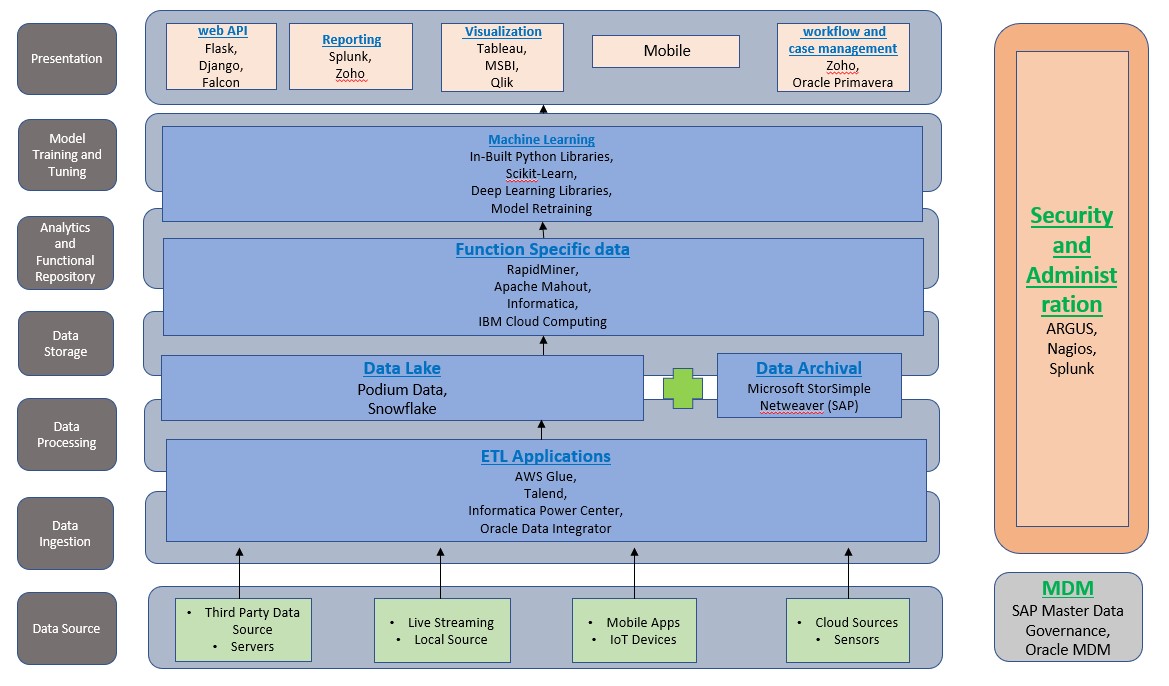 Presentation
web API
Flask,
Django,
Falcon
Reporting
Splunk,
Zoho
Visualization
Tableau,
MSBI,
Qlik
Mobile
workflow and
case management
Zoho,
Oracle Primavera
Model
Training and
Tuning
Machine Learning
In-Built Python Libraries,
Scikit-Learn,
Deep Learning Libraries,
Model Retraining
Analytics
and
Functional
Repository
Function Specific data
RapidMiner,
Apache Mahout,
Informatica,
IBM Cloud Computing
Data
Storage
Data Lake
Podium Data,
Snowflake
Data Archival
Microsoft StorSimple
Netweaver (SAP)
Data
Processing
ETL Applications
AWS Glue,
Talend,
Informatica Power Center,
Oracle Data Integrator
Data
Ingestion
Data Source
• Third Party Data
Source
• Servers
• Live Streaming
• Local Source
• Mobile Apps
• IoT Devices
• Cloud Sources
• Sensors
Security
and
Administ
ration
ARGUS,
Nagios,
Splunk
MDM
SAP Master Data
Governance,
Oracle MDM